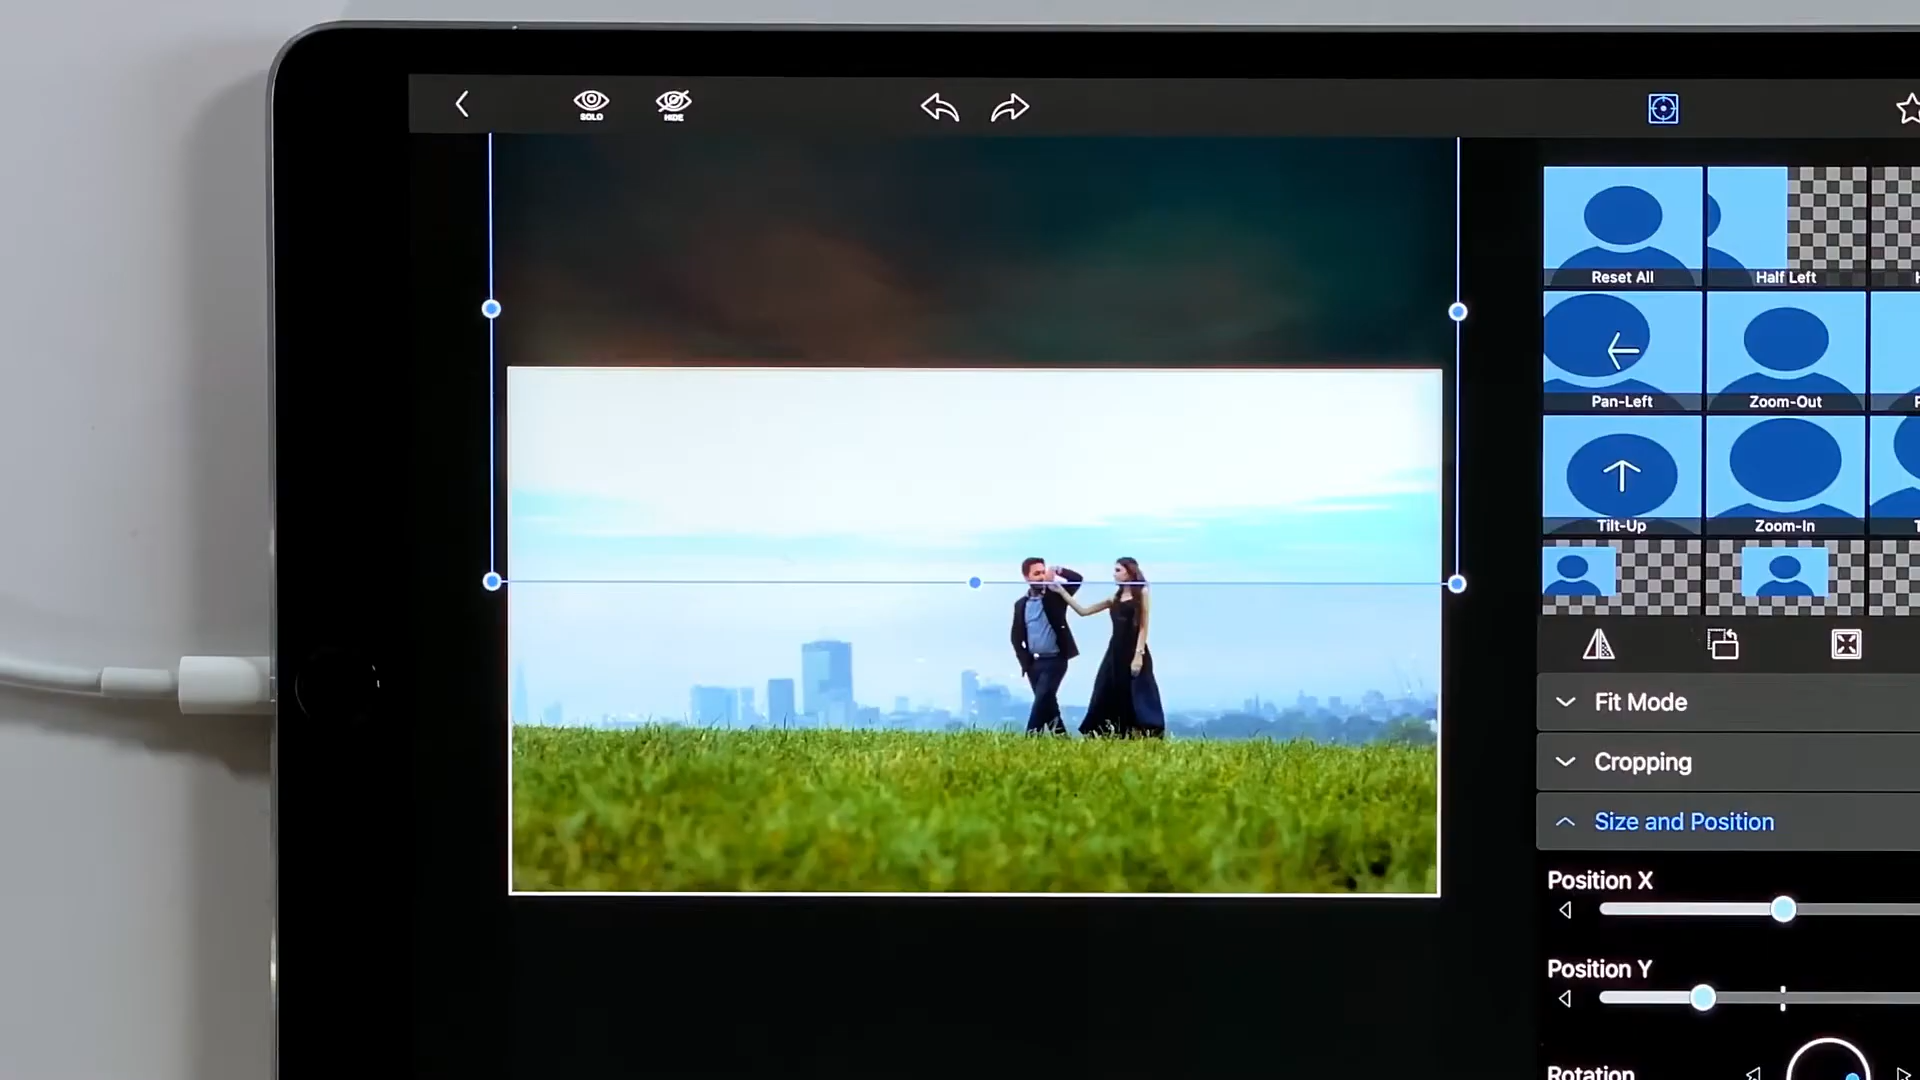 SOLO
HIDE
Reset All
Half Left
Pan-Left
Zoom-Out
Tilt-Up
Zoom-In
Fit Mode
Cropping
Size and Position
Position X
Position Y
Rotation